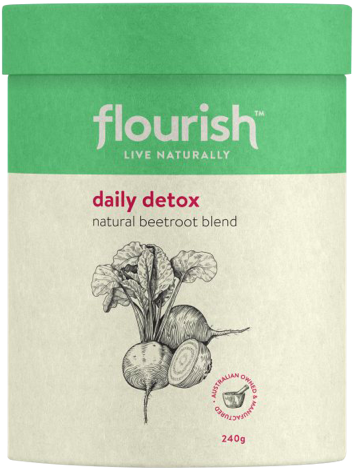 flourish™
LIVE NATURALLY
daily detox
natural beetroot blend
• AUSTRALIAN OWNED & MANUFACTURED
240g